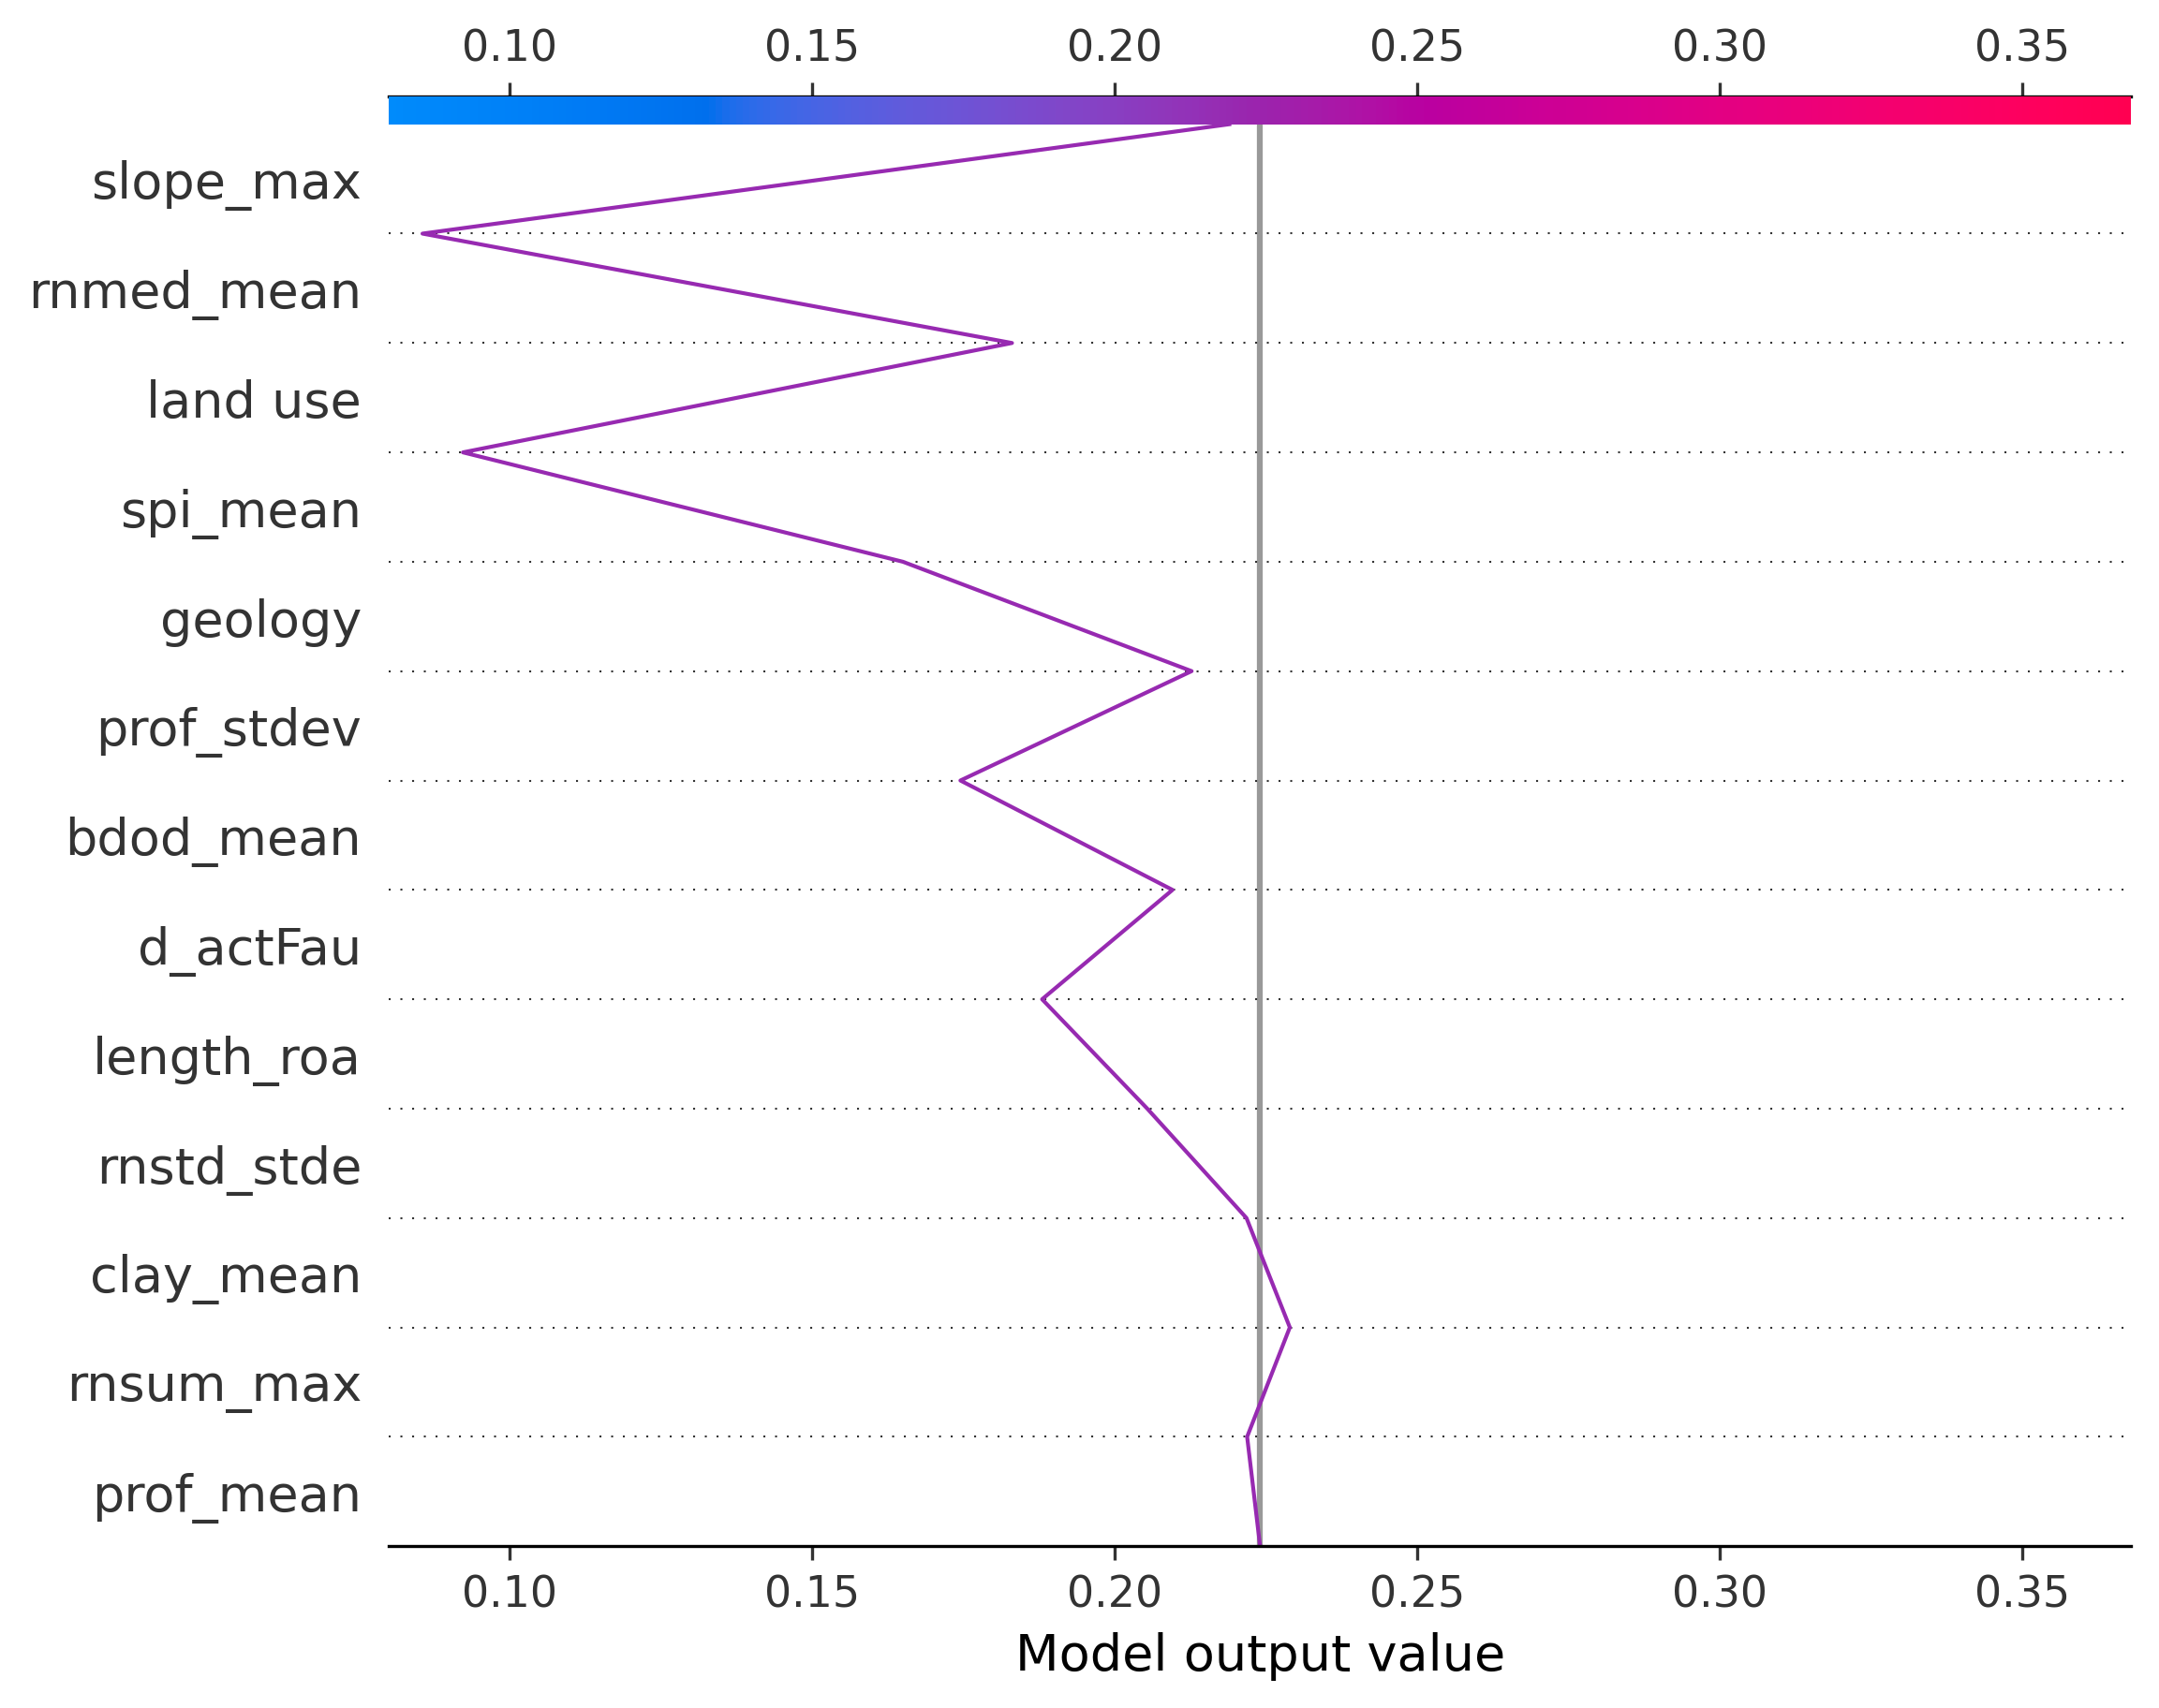 0.10 0.15 0.20 0.25 0.30 0.35
slope_max
rnmed_mean
land use
spi_mean
geology
prof_stdev
bdod_mean
d_actFau
length_roa
rnstd_stde
clay_mean
rnsum_max
prof_mean
0.10 0.15 0.20 0.25 0.30 0.35
Model output value